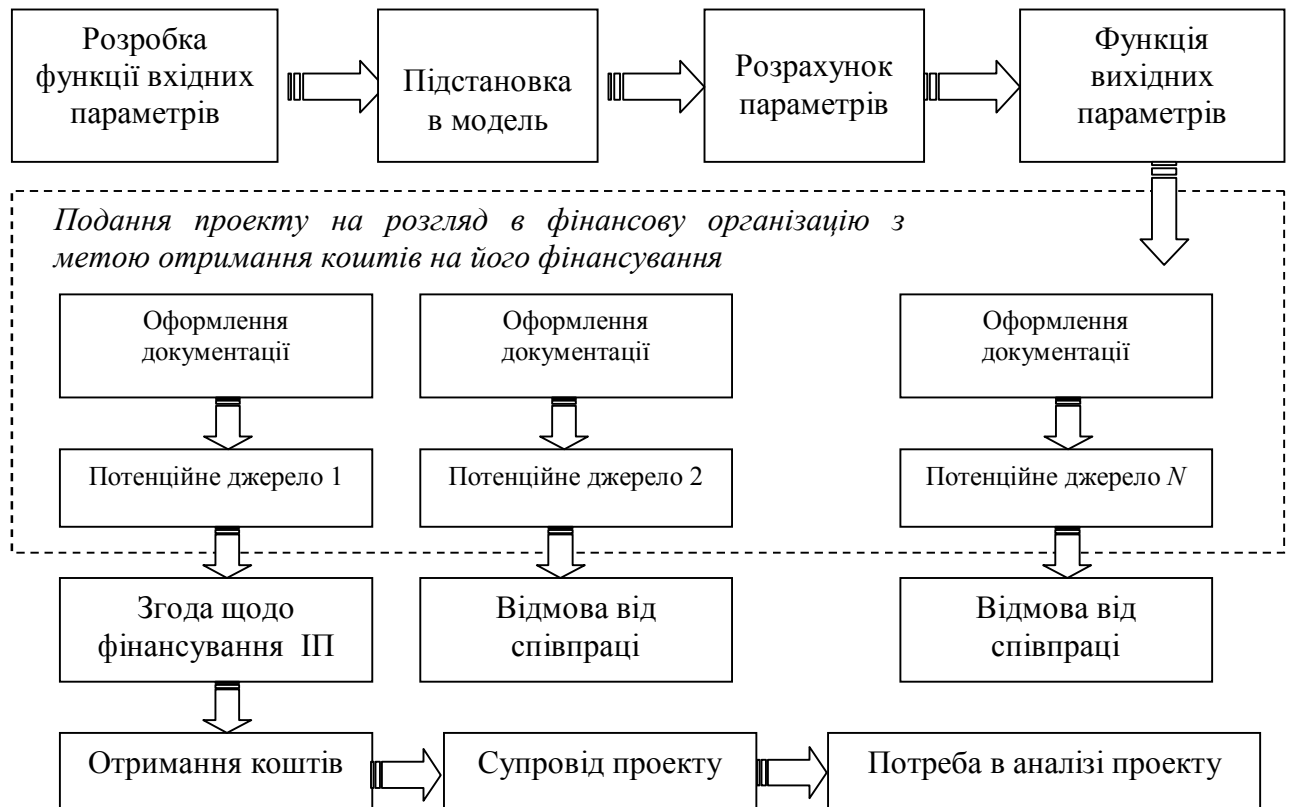 Розробка
функції вхідних
параметрів
Підстановка
в модель
Розрахунок
параметрів
Функція
вихідних
параметрів
Подання проекту на розгляд в фінансову організацію з
метою отримання коштів на його фінансування
Оформлення
документації
Оформлення
документації
Оформлення
документації
Потенційне джерело 1
Потенційне джерело 2
Потенційне джерело N
Згода щодо
фінансування ІП
Відмова від
співпраці
Відмова від
співпраці
Отримання коштів
Супровід проекту
Потреба в аналізі проекту